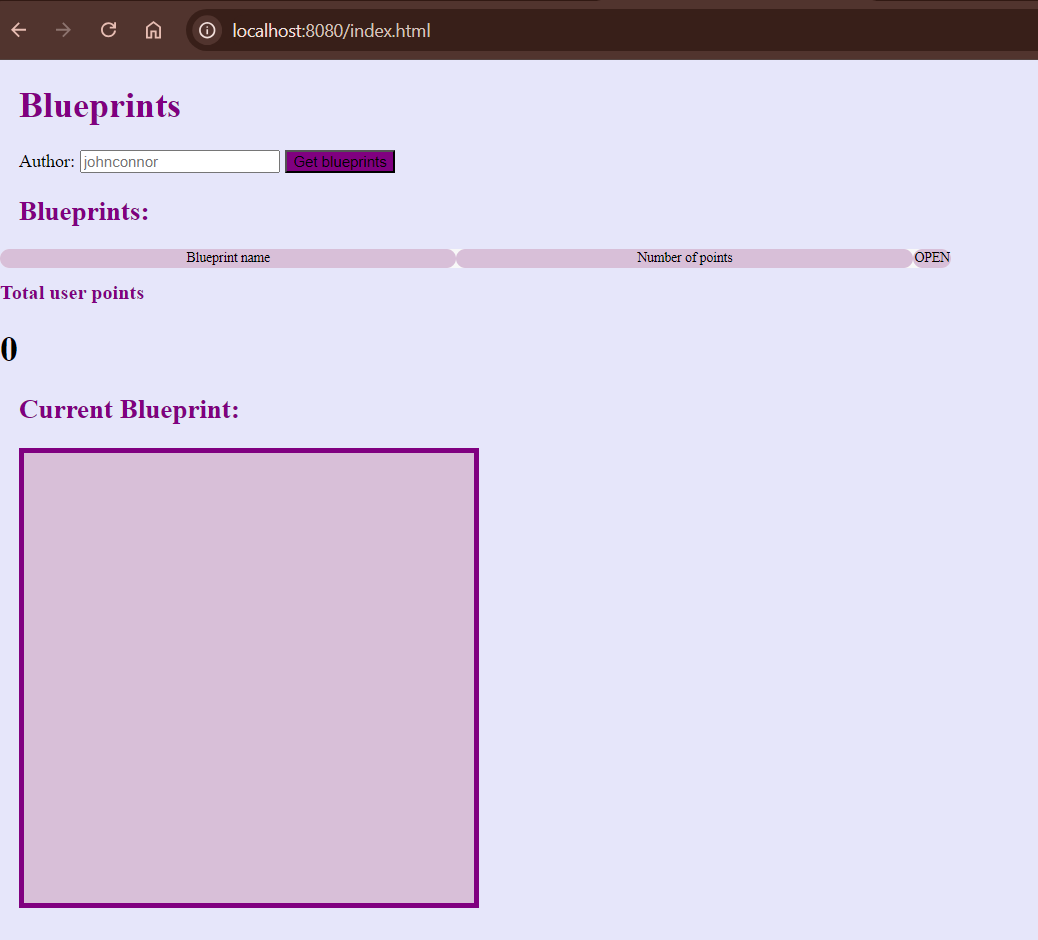 localhost:8080/index.html
Blueprints
Author: johnconnor Get blueprints
Blueprints:
Blueprint name Number of points OPEN
Total user points
0
Current Blueprint: